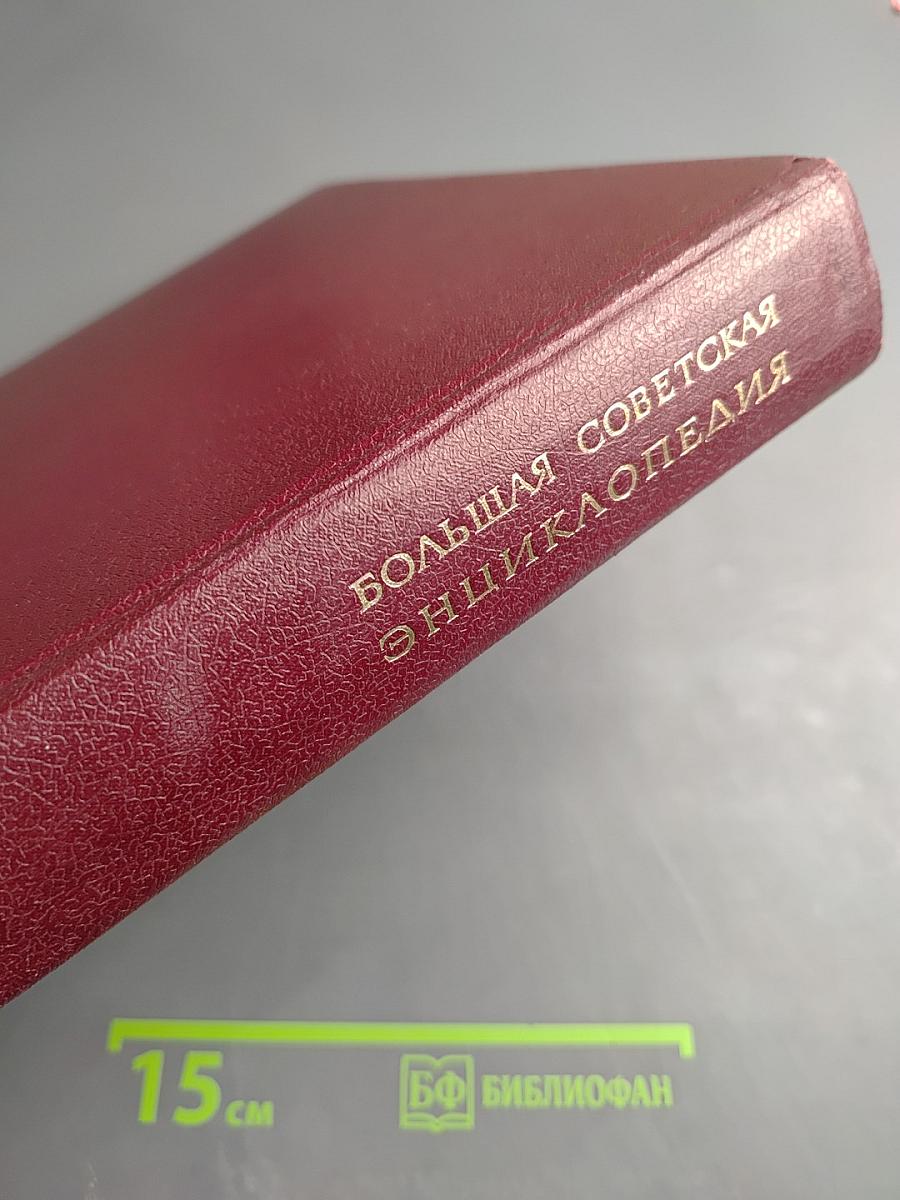 БОЛЬШАЯ СОВЕТСКАЯ
ЭНЦИКЛОПЕДИЯ
15 см
БФ БИБЛИОФАН